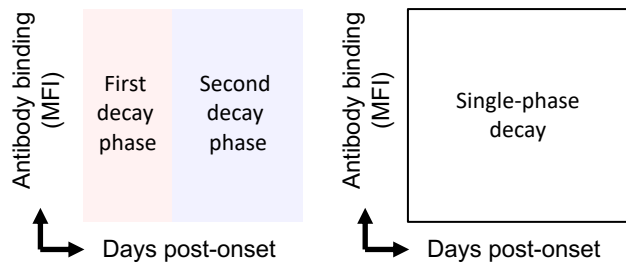 Antibody binding
(MFI)
First
decay
phase
Second
decay
phase
Days post-onset
Antibody binding
(MFI)
Single-phase
decay
Days post-onset